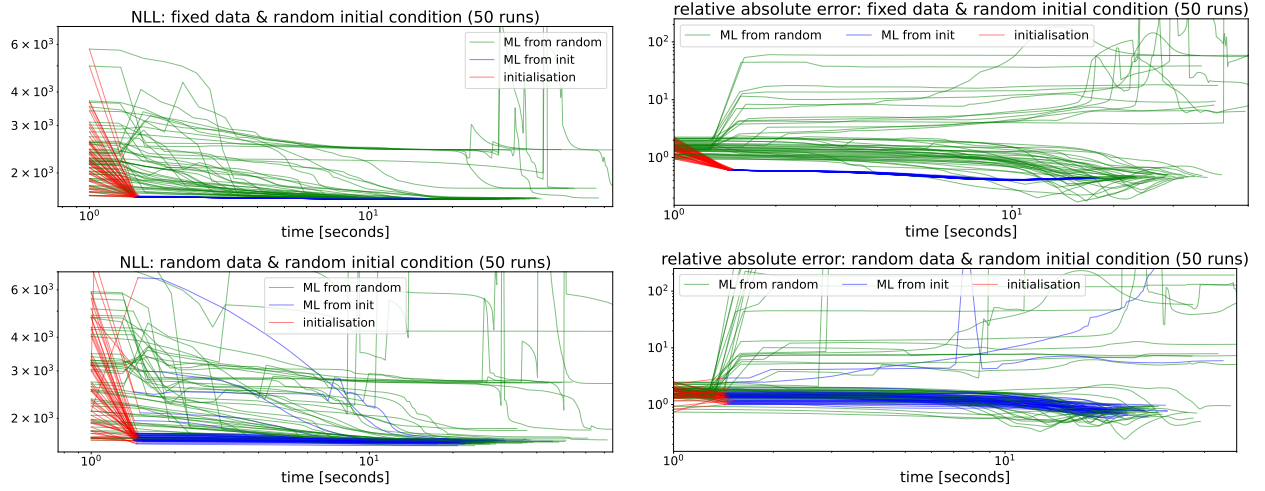 NLL: fixed data & random initial condition (50 runs)
6 × 10³
4 × 10³
3 × 10³
2 × 10³
ML from random
ML from init
initialisation
10⁰
10¹
time [seconds]
relative absolute error: fixed data & random initial condition (50 runs)
10²
10¹
10⁰
ML from random
ML from init
initialisation
10⁰
10¹
time [seconds]
NLL: random data & random initial condition (50 runs)
6 × 10³
4 × 10³
3 × 10³
2 × 10³
ML from random
ML from init
initialisation
10⁰
10¹
time [seconds]
relative absolute error: random data & random initial condition (50 runs)
10²
10¹
10⁰
ML from random
ML from init
initialisation
10⁰
10¹
time [seconds]